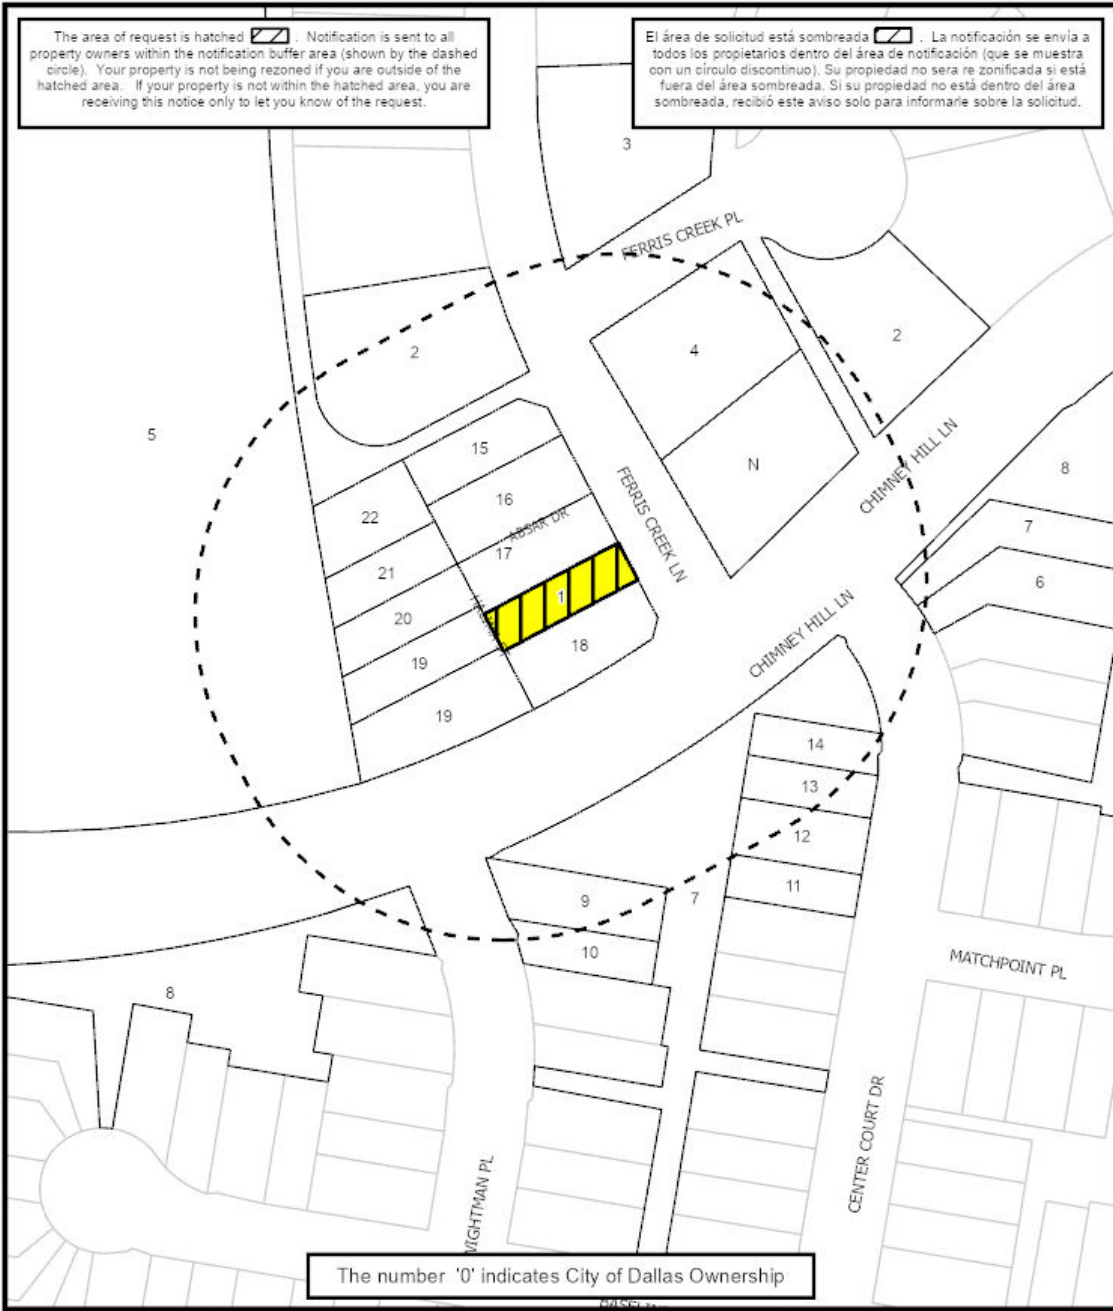 The area of request is hatched . Notification is sent to all
property owners within the notification buffer area (shown by the dashed
circle). Your property is not being rezoned if you are outside of the
hatched area. If your property is not within the hatched area, you are
receiving this notice only to let you know of the request.
El área de solicitud está sombreada . La notificación se envía a
todos los propietarios dentro del área de notificación (que se muestra
con un círculo discontinuo). Su propiedad no sera re zonificada si está
fuera del área sombreada. Si su propiedad no está dentro del área
sombreada, recibió este aviso solo para informarle sobre la solicitud.
3
FERRIS CREEK PL
2
4
2
5
15
N
CHIMNEY HILL LN
8
16
FERRIS CREEK LN
22
ABSAR DR
7
17
21
6
1
20
CHIMNEY HILL LN
18
19
19
14
13
12
11
9
7
10
MATCHPOINT PL
8
CENTER COURT DR
WIGHTMAN PL
The number '0' indicates City of Dallas Ownership